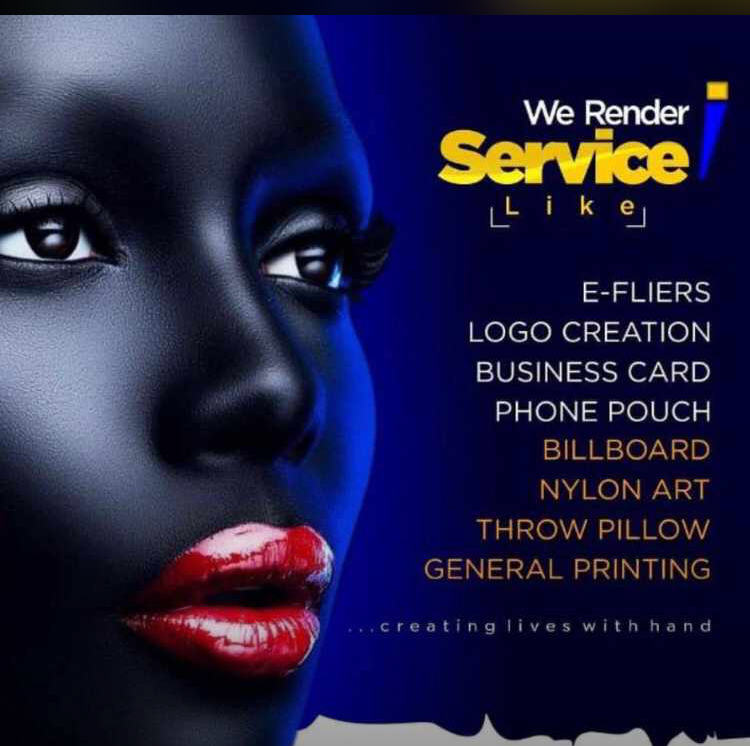 We Render
Service
Like
E-FLIERS
LOGO CREATION
BUSINESS CARD
PHONE POUCH
BILLBOARD
NYLON ART
THROW PILLOW
GENERAL PRINTING
...creating lives with hand